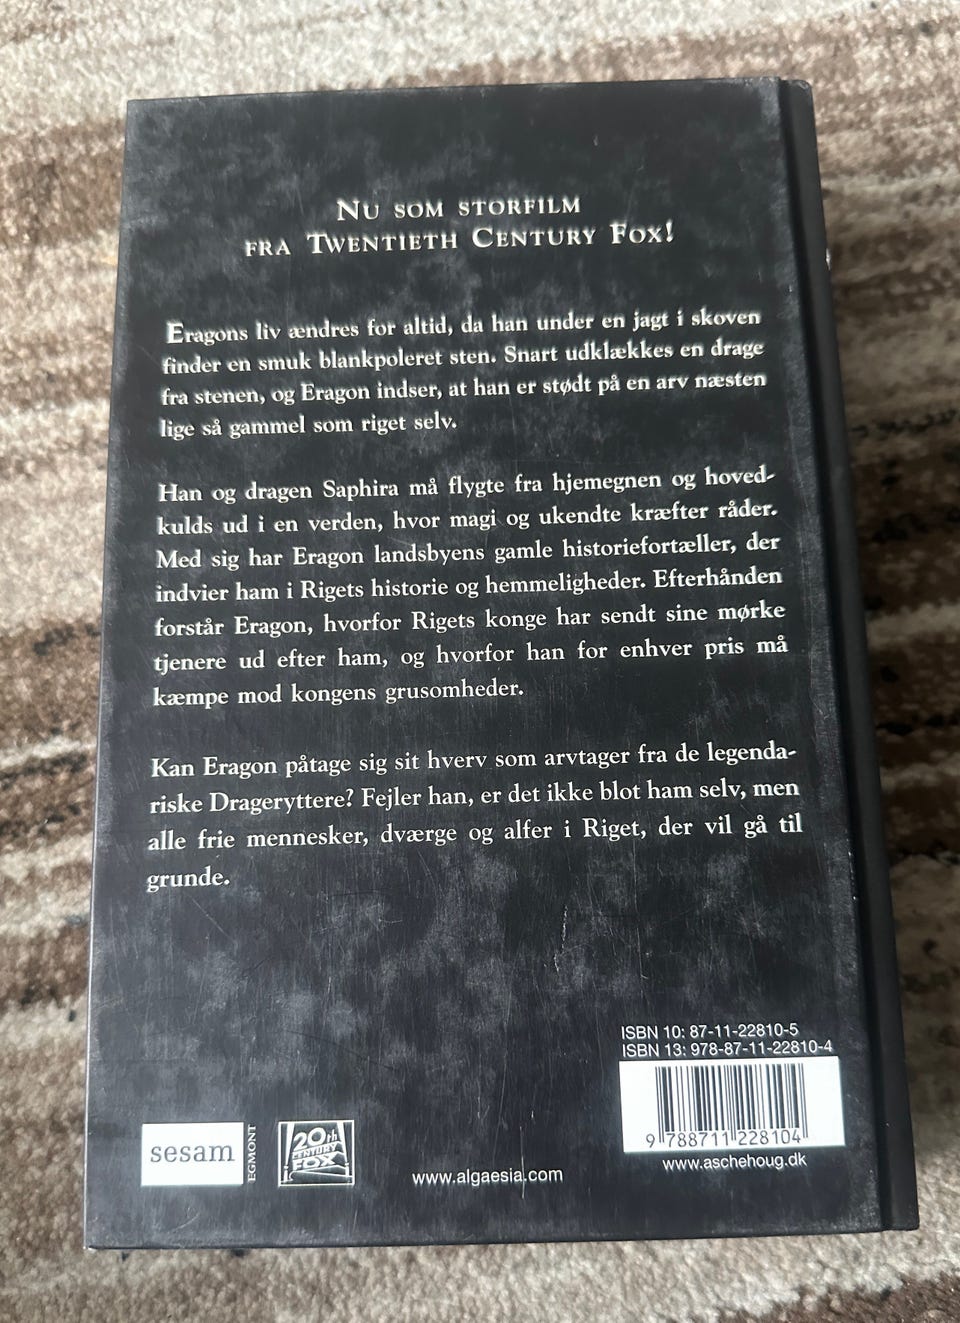 Nu som storfilm
fra Twentieth Century Fox!
Eragons liv ændres for altid, da han under en jagt i skoven
finder en smuk blankpoleret sten. Snart udklækkes en drage
fra stenen, og Eragon indser, at han er stødt på en arv næsten
lige så gammel som riget selv.
Han og dragen Saphira må flygte fra hjemegnen og hoved-
kulds ud i en verden, hvor magi og ukendte kræfter råder.
Med sig har Eragon landsbyens gamle historiefortæller, der
indvier ham i Rigets historie og hemmeligheder. Efterhånden
forstår Eragon, hvorfor Rigets konge har sendt sine mørke
tjenere ud efter ham, og hvorfor han for enhver pris må
kæmpe mod kongens grusomheder.
Kan Eragon påtage sig sit hverv som arvtager fra de legenda-
riske Drageryttere? Fejler han, er det ikke blot ham selv, men
alle frie mennesker, dværge og alfer i Riget, der vil gå til
grunde.
ISBN 10: 87-11-22810-5
ISBN 13: 978-87-11-22810-4
9 788711 228104
www.aschehoug.dk
sesam
EGMONT
20th
CENTURY
FOX
www.algaesia.com